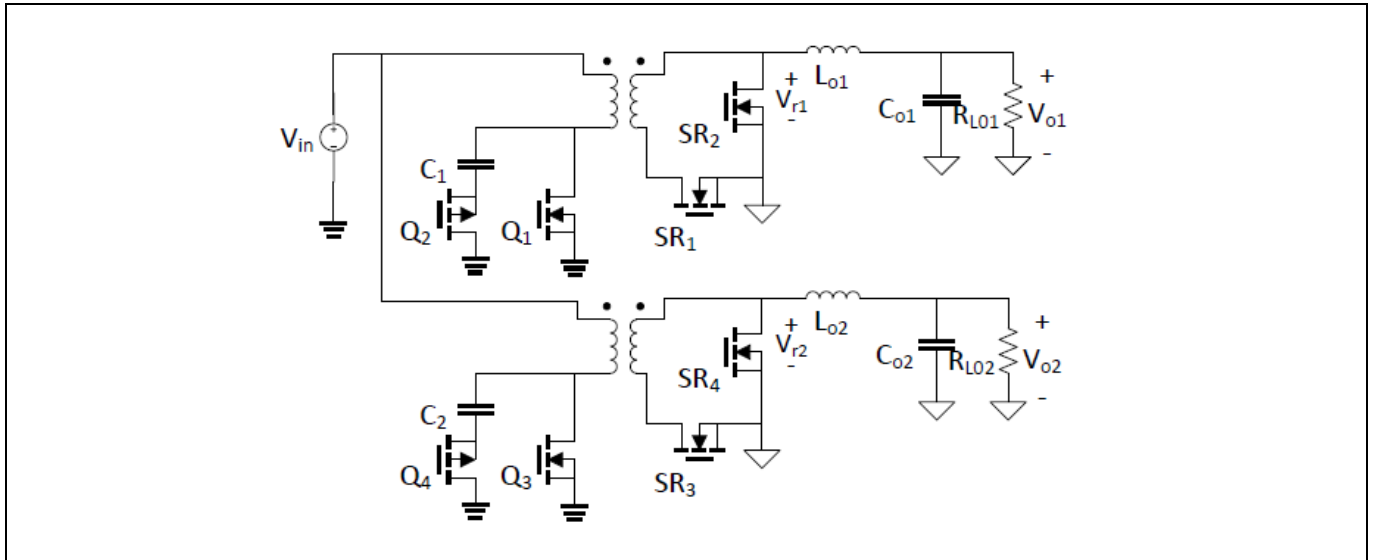 V_in
C_1
Q_2
Q_1
SR_2
+
V_r1
-
SR_1
L_o1
C_o1
R_L01
+
V_o1
-
C_2
Q_4
Q_3
SR_4
+
V_r2
-
SR_3
L_o2
C_o2
R_L02
+
V_o2
-